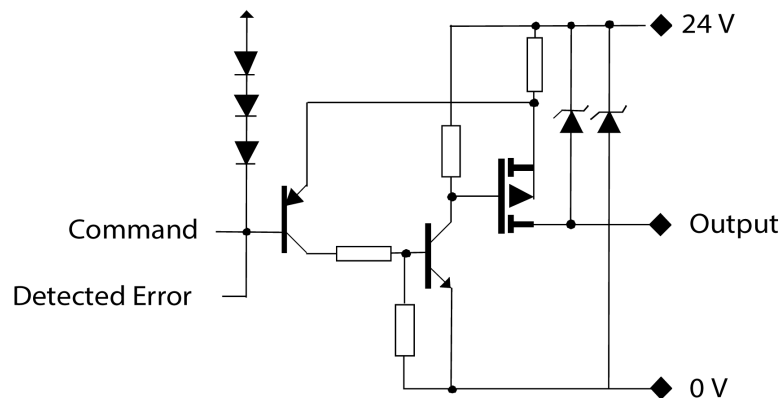 24 V
Command
Output
Detected Error
0 V